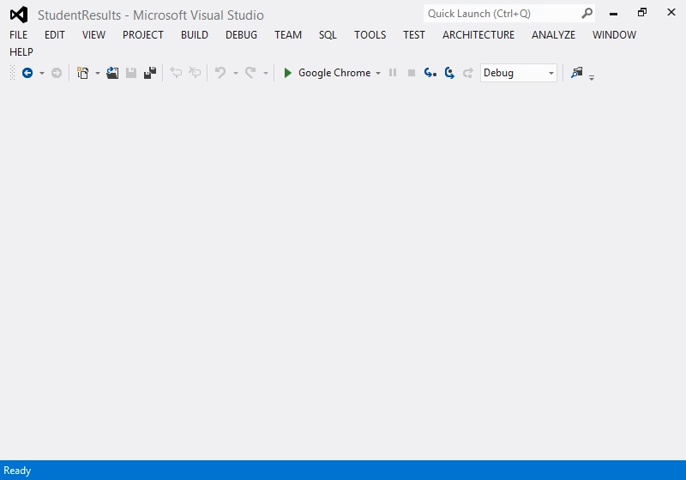 StudentResults - Microsoft Visual Studio
Quick Launch (Ctrl+Q)
FILE EDIT VIEW PROJECT BUILD DEBUG TEAM SQL TOOLS TEST ARCHITECTURE ANALYZE WINDOW
HELP
Google Chrome Debug
Ready